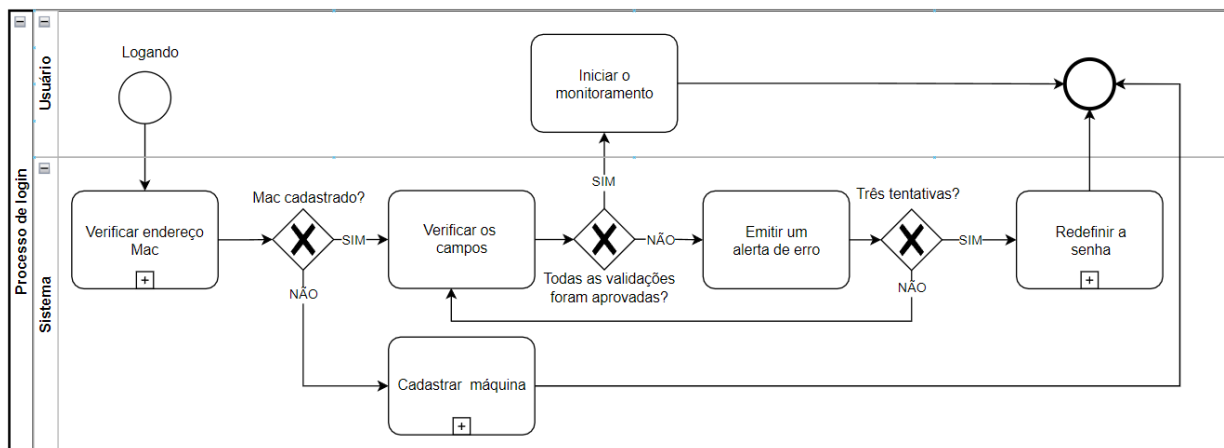 Processo de login
Usuário
Sistema
Logando
Iniciar o
monitoramento
Verificar endereço
Mac
Mac cadastrado?
SIM
NÃO
Verificar os
campos
SIM
NÃO
Todas as validações
foram aprovadas?
Emitir um
alerta de erro
Três tentativas?
SIM
NÃO
Redefinir a
senha
Cadastrar máquina